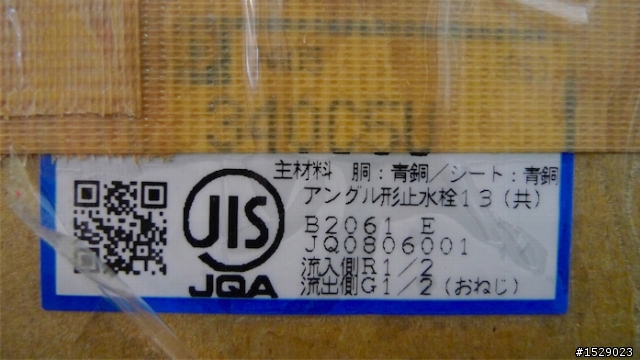 主材料 胴：青銅／シート：青銅
アングル形止水栓１３（共）
JIS
B2061 E
JQ0806001
流入側R1／2
JQA
流出側G1／2（おねじ）
#1529023